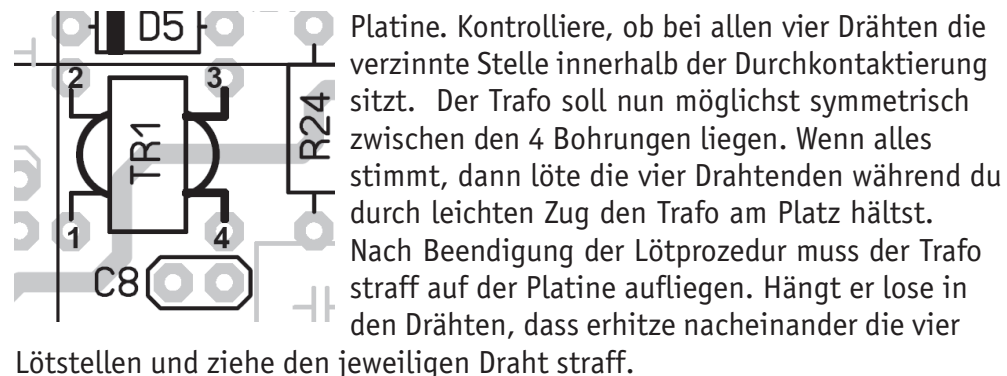 D5
2
3
TR1
R24
1
4
C8
Platine. Kontrolliere, ob bei allen vier Drähten die
verzinnte Stelle innerhalb der Durchkontaktierung
sitzt. Der Trafo soll nun möglichst symmetrisch
zwischen den 4 Bohrungen liegen. Wenn alles
stimmt, dann löte die vier Drahtenden während du
durch leichten Zug den Trafo am Platz hältst.
Nach Beendigung der Lötprozedur muss der Trafo
straff auf der Platine aufliegen. Hängt er lose in
den Drähten, dass erhitze nacheinander die vier
Lötstellen und ziehe den jeweiligen Draht straff.